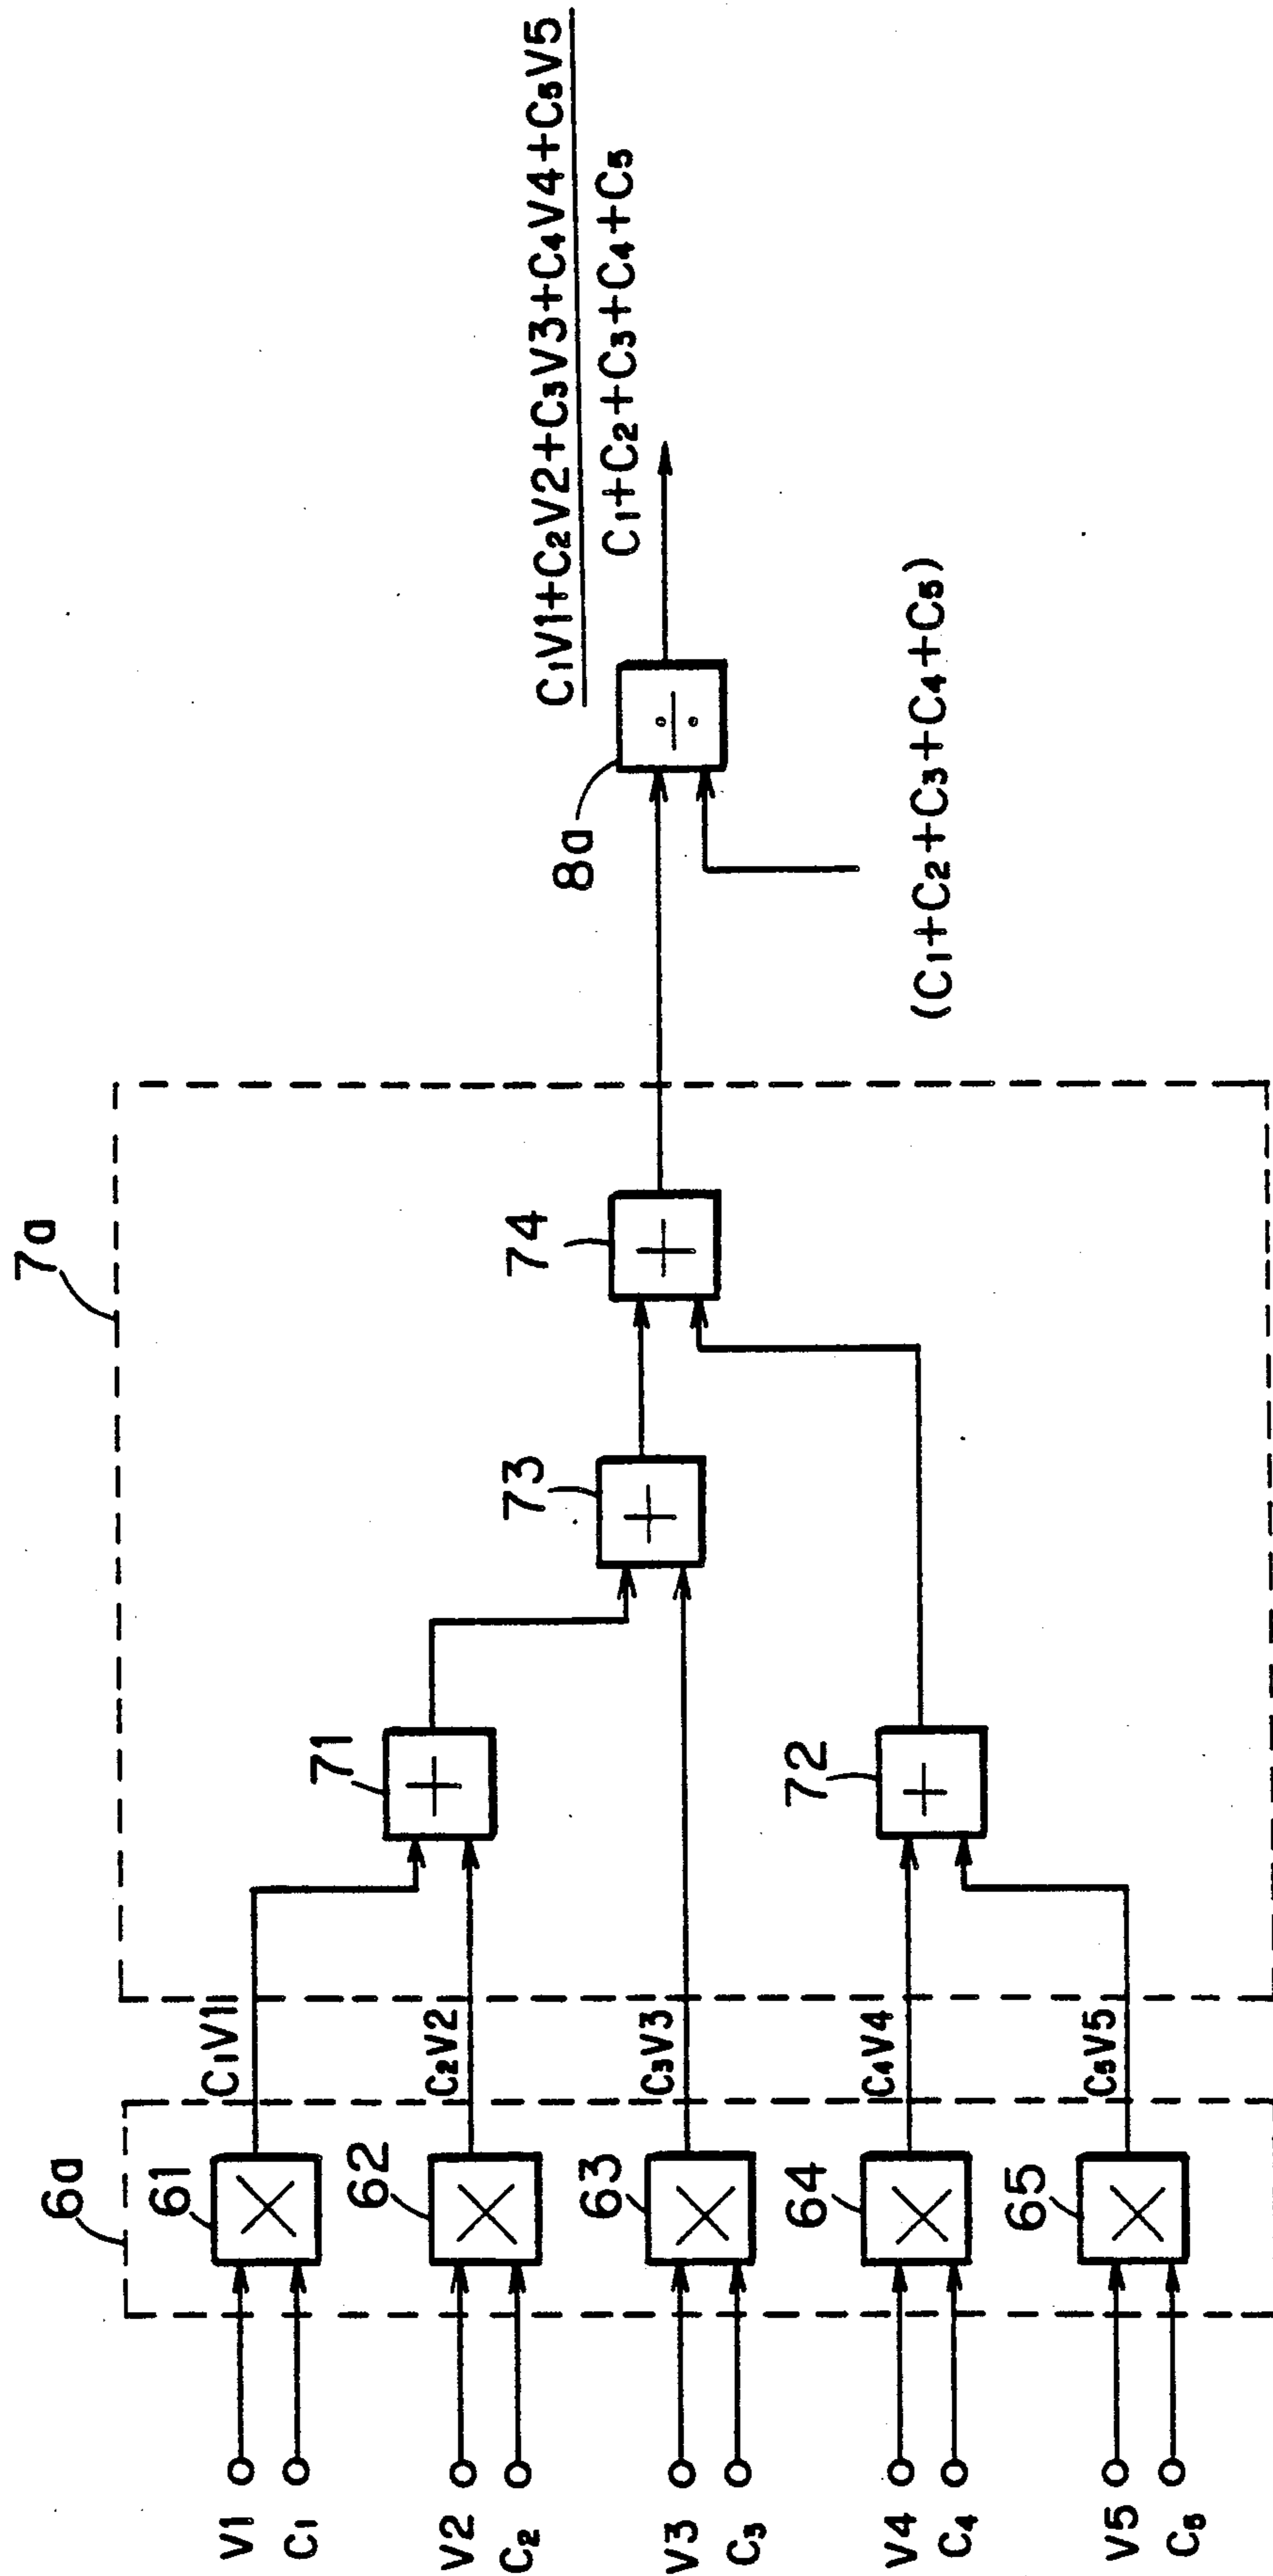 6a
7a
V1
C₁
61
C₁V1
V2
C₂
62
C₂V2
V3
C₃
63
C₃V3
V4
C₄
64
C₄V4
V5
C₅
65
C₅V5
71
72
73
74
8a
÷
(C₁+C₂+C₃+C₄+C₅)
C₁V1+C₂V2+C₃V3+C₄V4+C₅V5
C₁+C₂+C₃+C₄+C₅